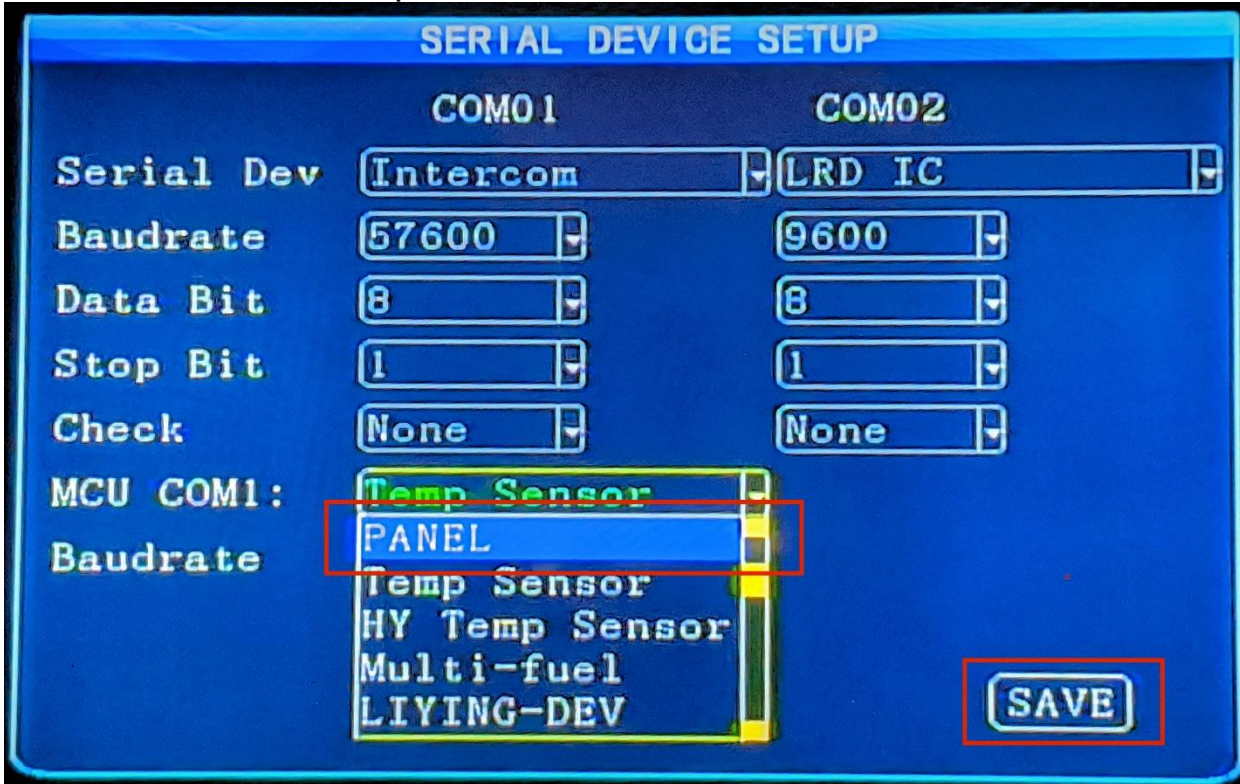 SERIAL DEVICE SETUP
COM01 COM02
Serial Dev Intercom LRD IC
Baudrate 57600 9600
Data Bit 8 8
Stop Bit 1 1
Check None None
MCU COM1: Temp Sensor
PANEL
Baudrate
Temp Sensor
HY Temp Sensor
Multi-fuel
LIYING-DEV
SAVE